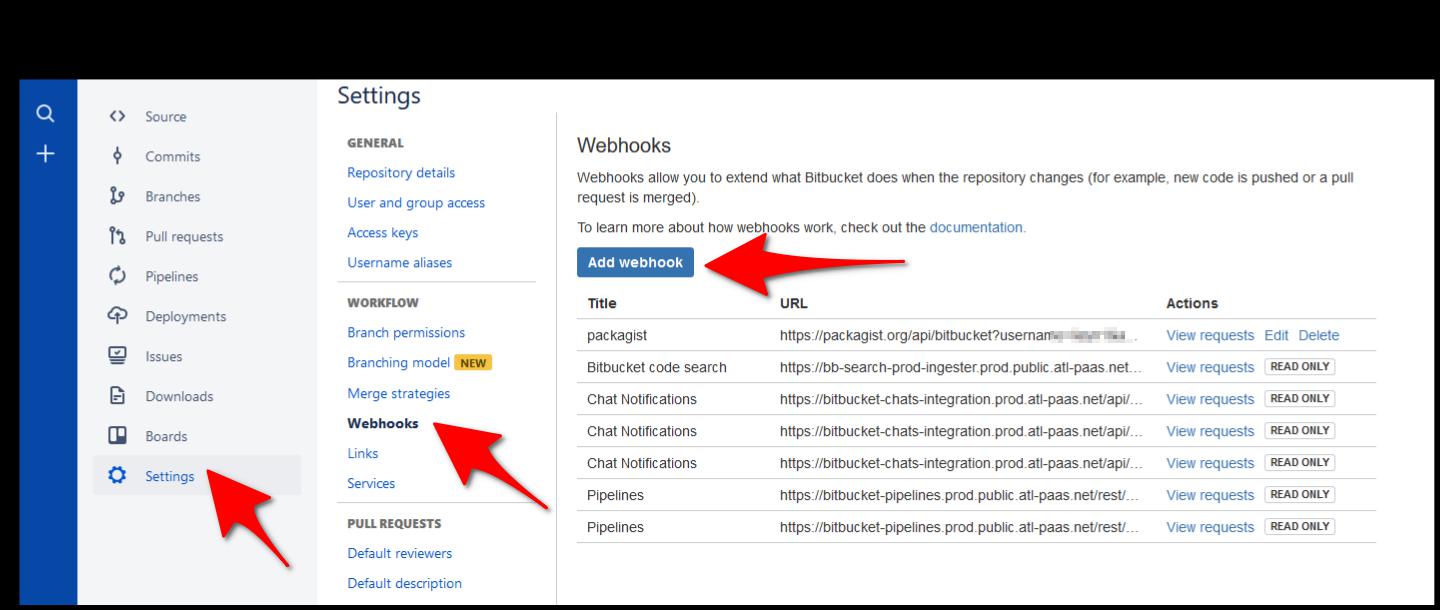 Settings
Source
Commits
Branches
Pull requests
Pipelines
Deployments
Issues
Downloads
Boards
Settings
GENERAL
Repository details
User and group access
Access keys
Username aliases
WORKFLOW
Branch permissions
Branching model NEW
Merge strategies
Webhooks
Links
Services
PULL REQUESTS
Default reviewers
Default description
Webhooks
Webhooks allow you to extend what Bitbucket does when the repository changes (for example, new code is pushed or a pull
request is merged).
To learn more about how webhooks work, check out the documentation.
Add webhook
Title URL Actions
packagist https://packagist.org/api/bitbucket?usernam View requests Edit Delete
Bitbucket code search https://bb-search-prod-ingester.prod.public.atl-paas.net... View requests READ ONLY
Chat Notifications https://bitbucket-chats-integration.prod.atl-paas.net/api/... View requests READ ONLY
Chat Notifications https://bitbucket-chats-integration.prod.atl-paas.net/api/... View requests READ ONLY
Chat Notifications https://bitbucket-chats-integration.prod.atl-paas.net/api/... View requests READ ONLY
Pipelines https://bitbucket-pipelines.prod.public.atl-paas.net/rest/... View requests READ ONLY
Pipelines https://bitbucket-pipelines.prod.public.atl-paas.net/rest/... View requests READ ONLY